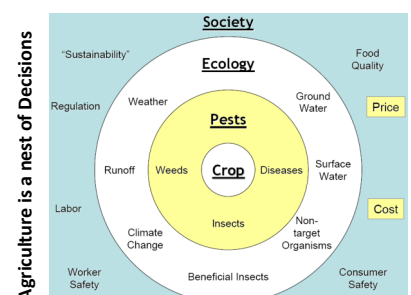 Agriculture is a nest of Decisions
Society
"Sustainability"
Food
Quality
Ecology
Regulation
Weather
Ground
Water
Price
Pests
Runoff
Weeds
Crop
Diseases
Surface
Water
Labor
Insects
Cost
Climate
Change
Non-
target
Organisms
Worker
Safety
Beneficial Insects
Consumer
Safety